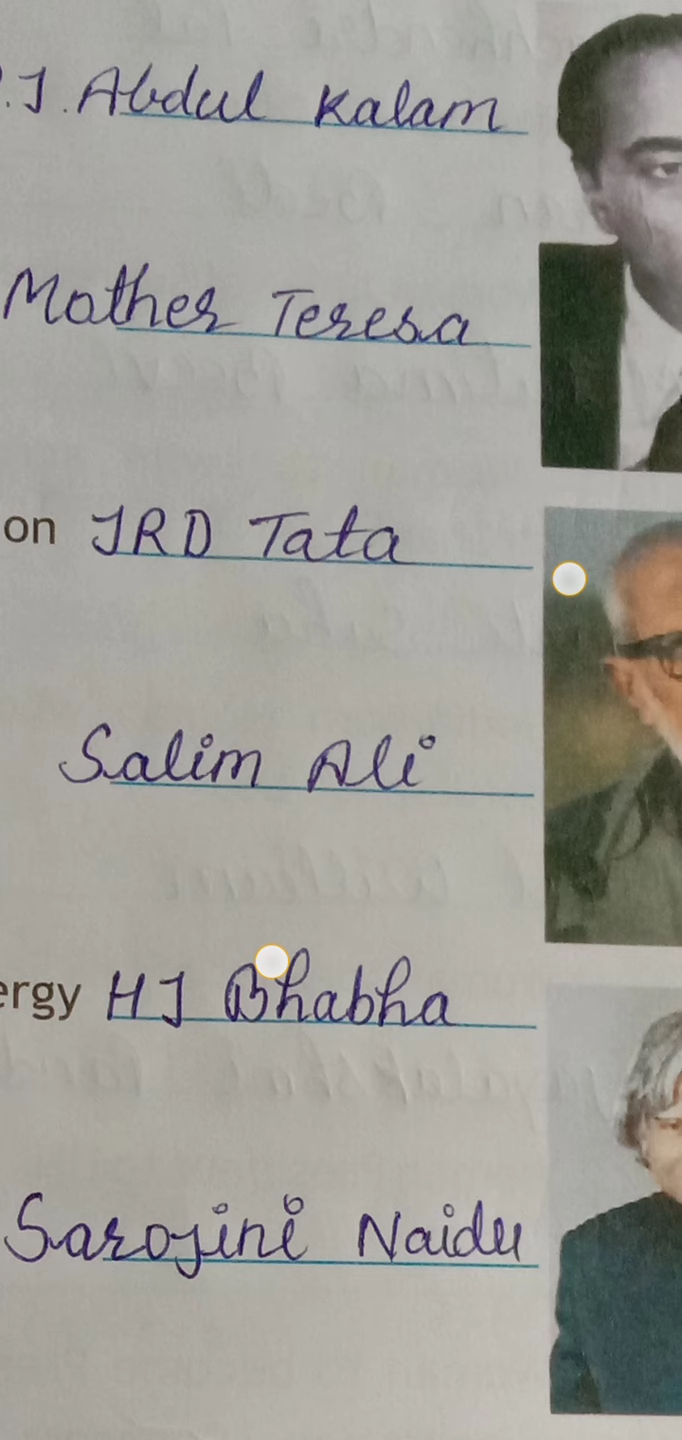 .J. Abdul Kalam
Mother Teresa
on JRD Tata
Salim Ali
ergy HJ Bhabha
Sarojini Naidu